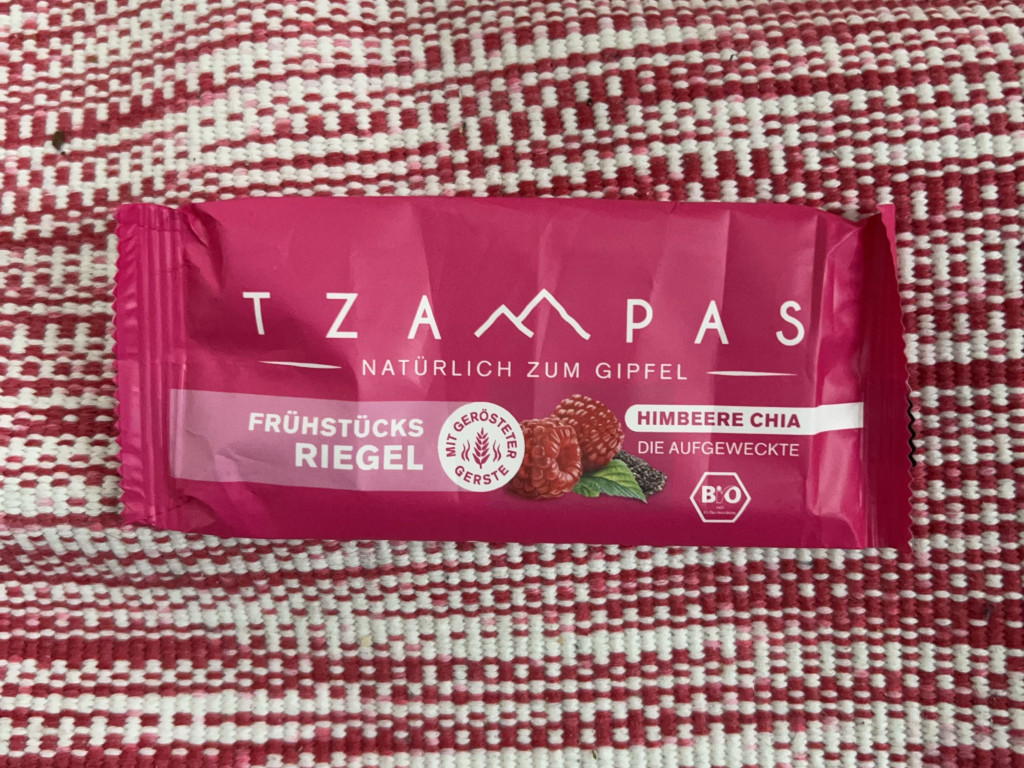 TZAMPAS
NATÜRLICH ZUM GIPFEL
FRÜHSTÜCKS
RIEGEL
MIT GERÖSTETER
GERSTE
HIMBEERE CHIA
DIE AUFGEWECKTE
BIO